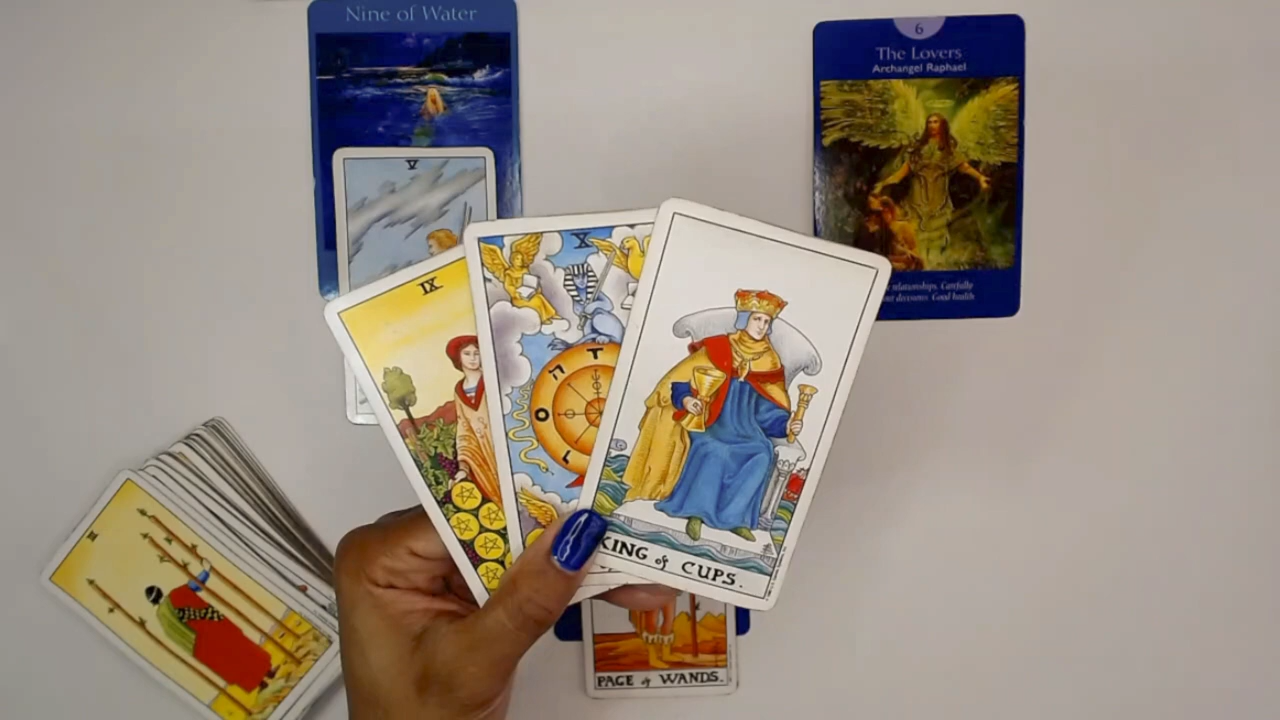 Nine of Water
6
The Lovers
Archangel Raphael
relationships. Carefully
decisions. Good health
V
IX
X
T
O
KING of CUPS.
III
PAGE of WANDS.